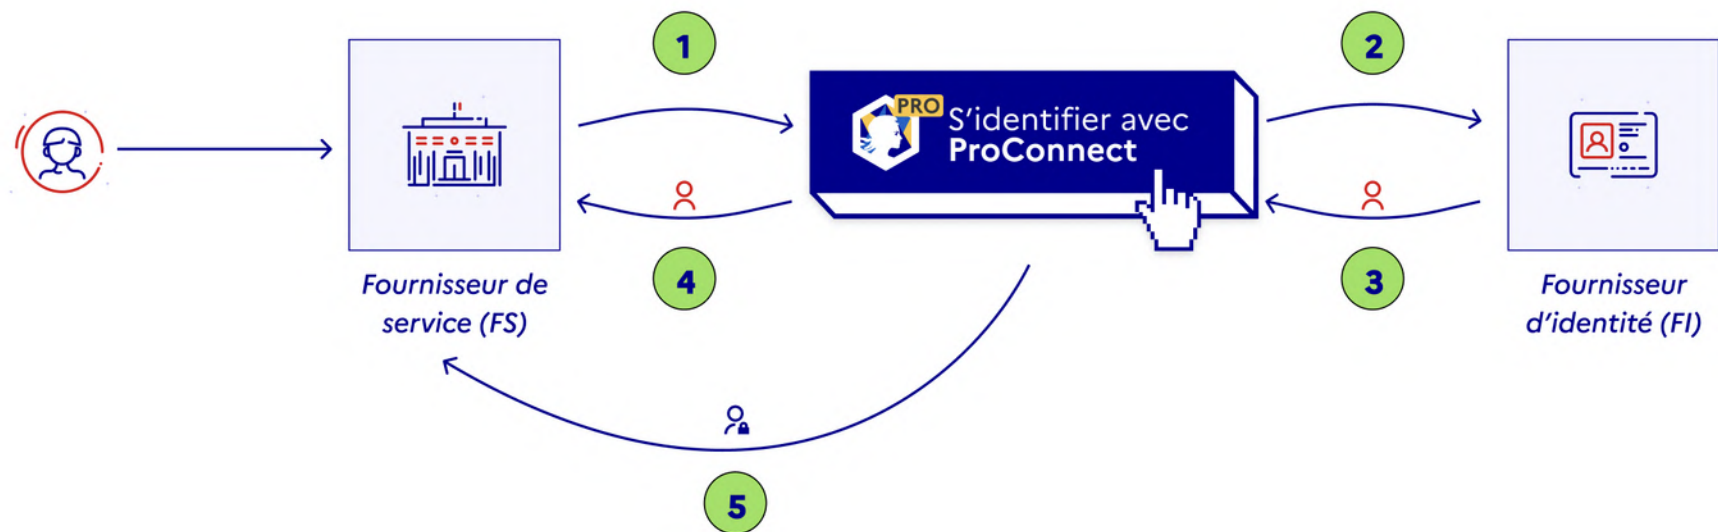 1
2
PRO
S'identifier avec
ProConnect
4
3
Fournisseur de
service (FS)
Fournisseur
d'identité (FI)
5